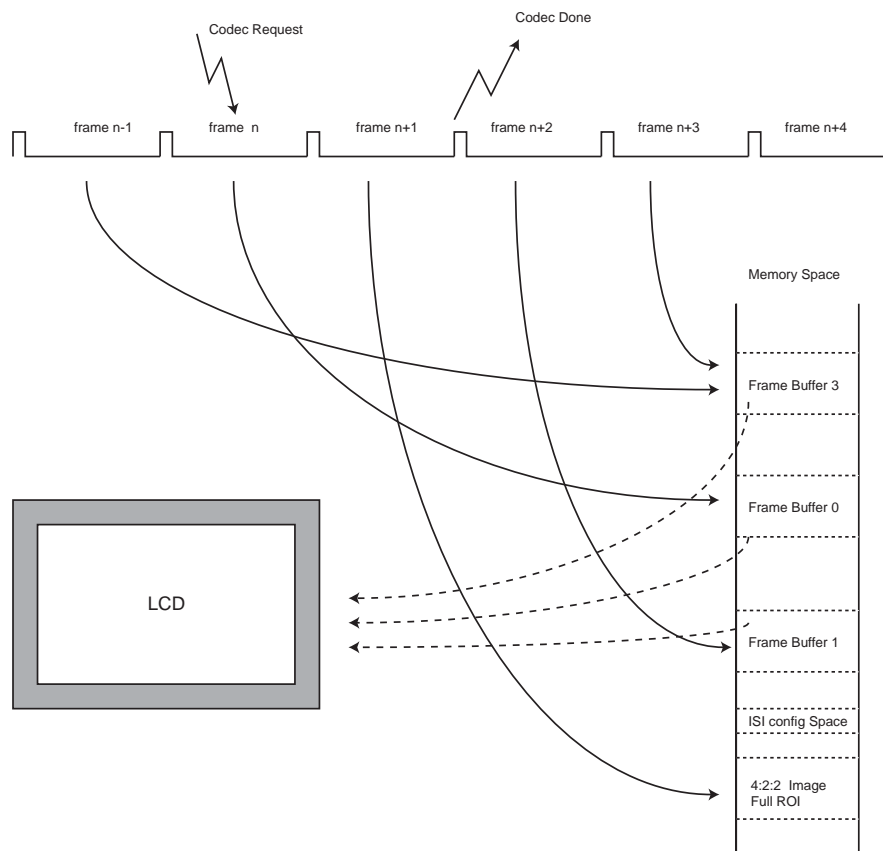 Codec Request
Codec Done
frame n-1
frame n
frame n+1
frame n+2
frame n+3
frame n+4
Memory Space
Frame Buffer 3
Frame Buffer 0
LCD
Frame Buffer 1
ISI config Space
4:2:2 Image
Full ROI